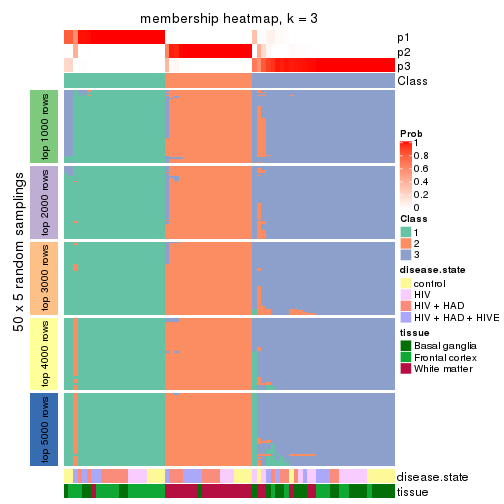 membership heatmap, k = 3
p1
p2
p3
Class
50 x 5 random samplings
top 1000 rows
top 2000 rows
top 3000 rows
top 4000 rows
top 5000 rows
Prob
1
0.8
0.6
0.4
0.2
0
Class
1
2
3
disease.state
control
HIV
HIV + HAD
HIV + HAD + HIVE
tissue
Basal ganglia
Frontal cortex
White matter
disease.state
tissue